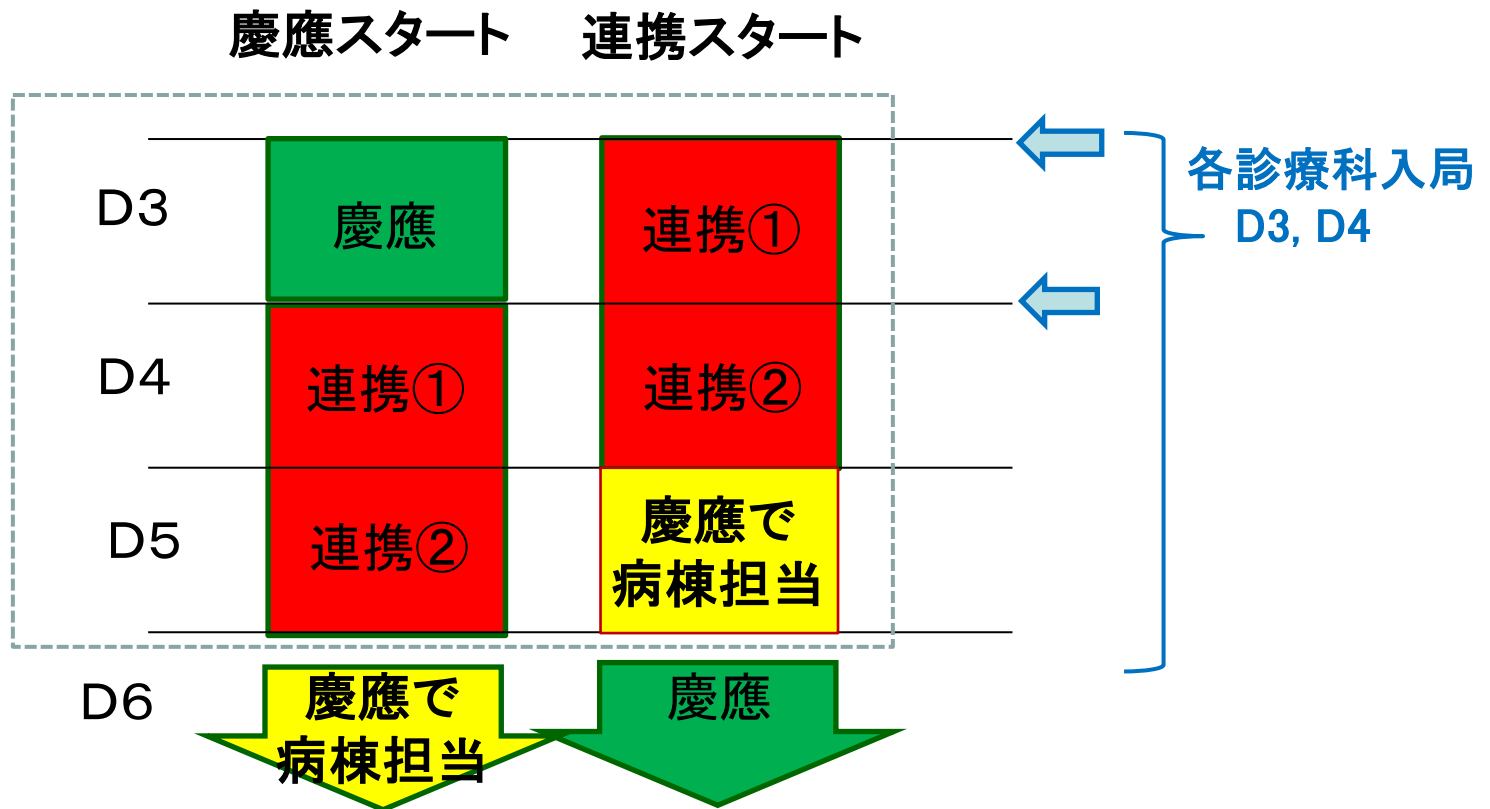 慶應スタート
連携スタート
D3
慶應
連携①
各診療科入局
D3, D4
D4
連携①
連携②
D5
連携②
慶應で
病棟担当
D6
慶應で
病棟担当
慶應